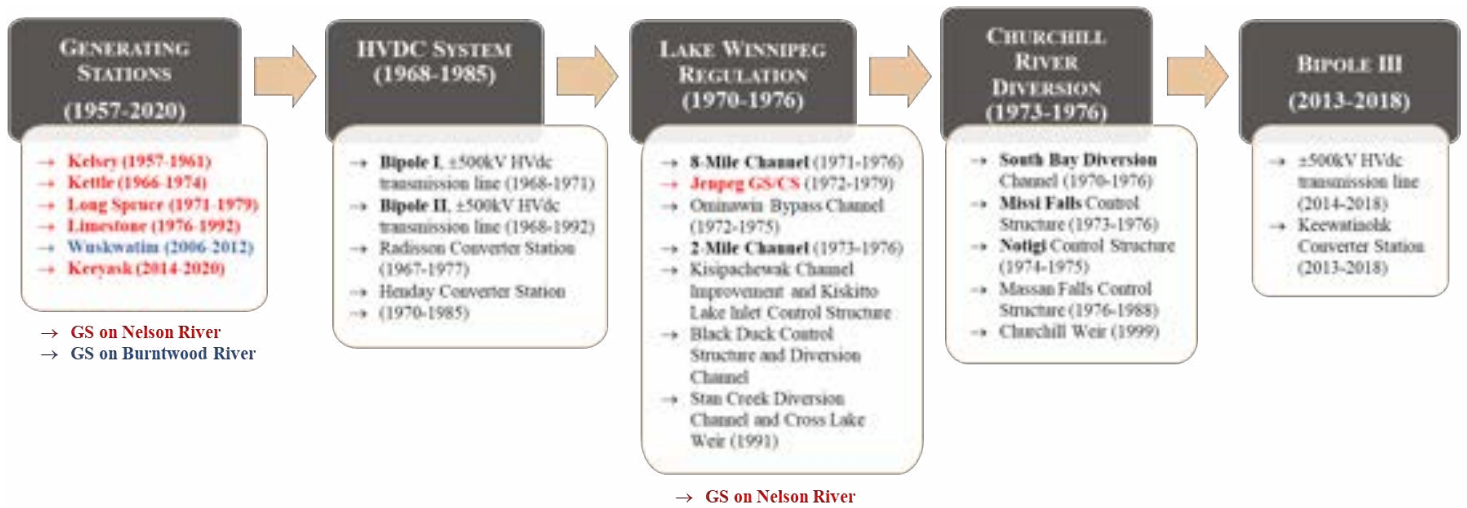 GENERATING
STATIONS
(1957-2020)
→ Kelsey (1957-1961)
→ Kettle (1966-1974)
→ Long Spruce (1971-1979)
→ Limestone (1976-1992)
→ Wuskwatim (2006-2012)
→ Keeyask (2014-2020)
→ GS on Nelson River
→ GS on Burntwood River
HVDC SYSTEM
(1968-1985)
→ Bipole I, ±500kV HVdc
transmission line (1968-1971)
→ Bipole II, ±500kV HVdc
transmission line (1968-1992)
→ Radisson Converter Station
(1967-1977)
→ Henday Converter Station
→ (1970-1985)
LAKE WINNIPEG
REGULATION
(1970-1976)
→ 8-Mile Channel (1971-1976)
→ Jenpeg GS/CS (1972-1979)
→ Ominawin Bypass Channel
(1972-1975)
→ 2-Mile Channel (1973-1976)
→ Kisipachewak Channel
Improvement and Kiskitto
Lake Inlet Control Structure
→ Black Duck Control
Structure and Diversion
Channel
→ Stan Creek Diversion
Channel and Cross Lake
Weir (1991)
→ GS on Nelson River
CHURCHILL
RIVER
DIVERSION
(1973-1976)
→ South Bay Diversion
Channel (1970-1976)
→ Missi Falls Control
Structure (1973-1976)
→ Notigi Control Structure
(1974-1975)
→ Massan Falls Control
Structure (1976-1988)
→ Churchill Weir (1999)
BIPOLE III
(2013-2018)
→ ±500kV HVdc
transmission line
(2014-2018)
→ Keewatinohk
Converter Station
(2013-2018)